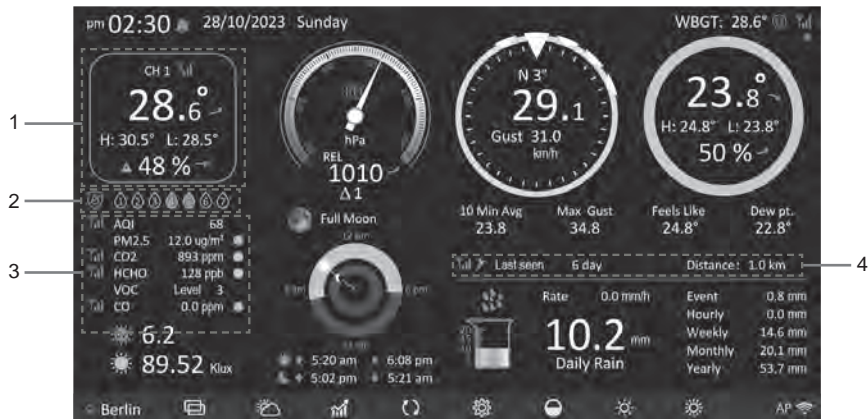 pm 02:30 28/10/2023 Sunday WBGT: 28.6°
CH 1
28.6°
H: 30.5° L: 28.5°
48 %
hPa
REL
1010
Δ1
N 3°
29.1
Gust 31.0
km/h
23.8°
H: 24.8° L: 23.8°
50 %
1
2
3
4
1 2 3 4 5 6 7
AQI 68
PM2.5 12.0 ug/m³
CO2 893 ppm
HCHO 128 ppb
VOC Level 3
CO 0.0 ppm
6.2
89.52 Klux
Full Moon
12 pm
6 am 6 pm
5:20 am 6:08 pm
5:02 pm 5:21 am
10 Min Avg Max Gust Feels Like Dew pt.
23.8 34.8 24.8° 22.8°
Last seen 6 day Distance: 1.0 km
Rate 0.0 mm/h
10.2 mm
Daily Rain
Event 0.8 mm
Hourly 0.0 mm
Weekly 14.6 mm
Monthly 20.1 mm
Yearly 53.7 mm
Berlin AP